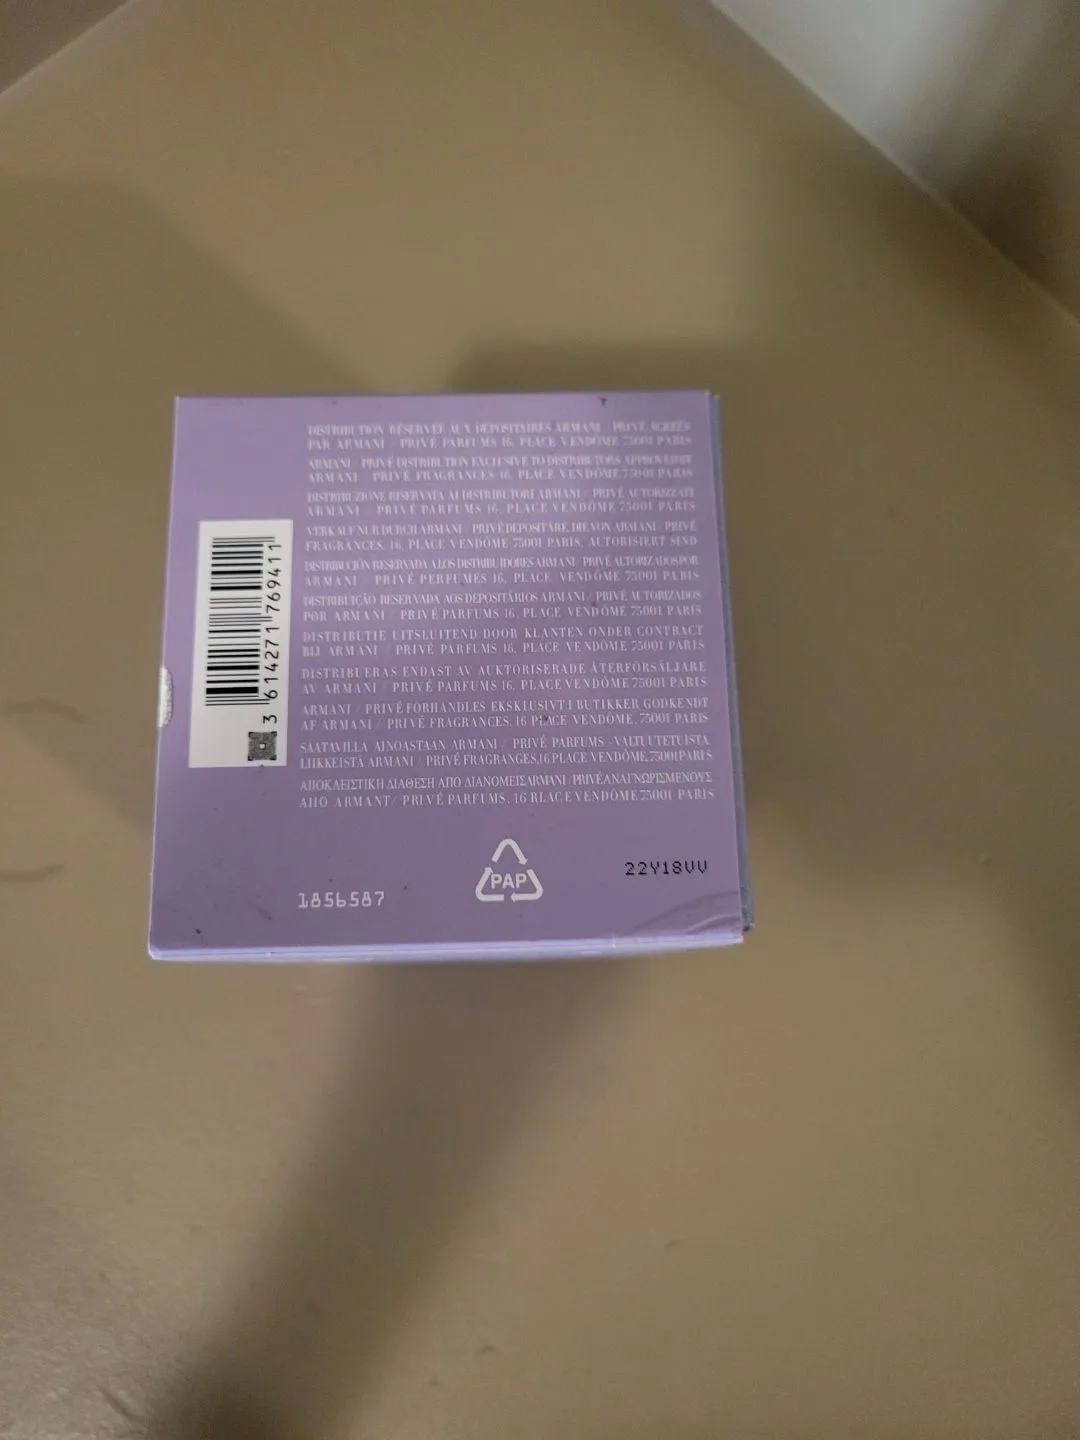 DISTRIBUTION RÉSERVÉE AUX DÉPOSITAIRES ARMANI / PRIVÉ AGRÉÉS
PAR ARMANI / PRIVÉ PARFUMS 16, PLACE VENDÔME 75001 PARIS
ARMANI / PRIVÉ DISTRIBUTION EXCLUSIVE TO DISTRIBUTORS APPROVED BY
ARMANI / PRIVÉ FRAGRANCES 16, PLACE VENDÔME 75001 PARIS
DISTRIBUZIONE RISERVATA AI DISTRIBUTORI ARMANI / PRIVÉ AUTORIZZATI
ARMANI / PRIVÉ PARFUMS 16, PLACE VENDÔME 75001 PARIS
VERKAUF NUR DURCH ARMANI / PRIVÉ DEPOSITÄRE, DIE VON ARMANI / PRIVÉ
FRAGRANCES, 16, PLACE VENDÔME 75001 PARIS, AUTORISIERT SIND
DISTRIBUCIÓN RESERVADA A LOS DISTRIBUIDORES ARMANI / PRIVÉ AUTORIZADOS POR
ARMANI / PRIVÉ PERFUMES 16, PLACE VENDÔME 75001 PARIS
DISTRIBUIÇÃO RESERVADA AOS DEPOSITÁRIOS ARMANI / PRIVÉ AUTORIZADOS
POR ARMANI / PRIVÉ PARFUMS 16, PLACE VENDÔME 75001 PARIS
DISTRIBUTIE UITSLUITEND DOOR KLANTEN ONDER CONTRACT
BIJ ARMANI / PRIVÉ PARFUMS 16, PLACE VENDÔME 75001 PARIS
DISTRIBUERAS ENDAST AV AUKTORISERADE ÅTERFÖRSÄLJARE
AV ARMANI / PRIVÉ PARFUMS 16, PLACE VENDÔME 75001 PARIS
ARMANI / PRIVÉ FORHANDLES EKSKLUSIVT I BUTIKKER GODKENDT
AF ARMANI / PRIVÉ FRAGRANCES, 16 PLACE VENDÔME, 75001 PARIS
SAATAVILLA AINOASTAAN ARMANI / PRIVÉ PARFUMS -VALTUUTETUISTA
LIIKKEISTÄ ARMANI / PRIVÉ FRAGRANGES,16 PLACE VENDÔME, 75001 PARIS
ΑΠΟΚΛΕΙΣΤΙΚΗ ΔΙΑΘΕΣΗ ΑΠΟ ΔΙΑΝΟΜΕΙΣ ARMANI / PRIVÉ ΑΝΑΓΝΩΡΙΣΜΕΝΟΥΣ
ΑΠΟ ARMANI / PRIVÉ PARFUMS, 16 RLACE VENDÔME 75001 PARIS
3 614271 769411
PAP
22Y18VV
1856587